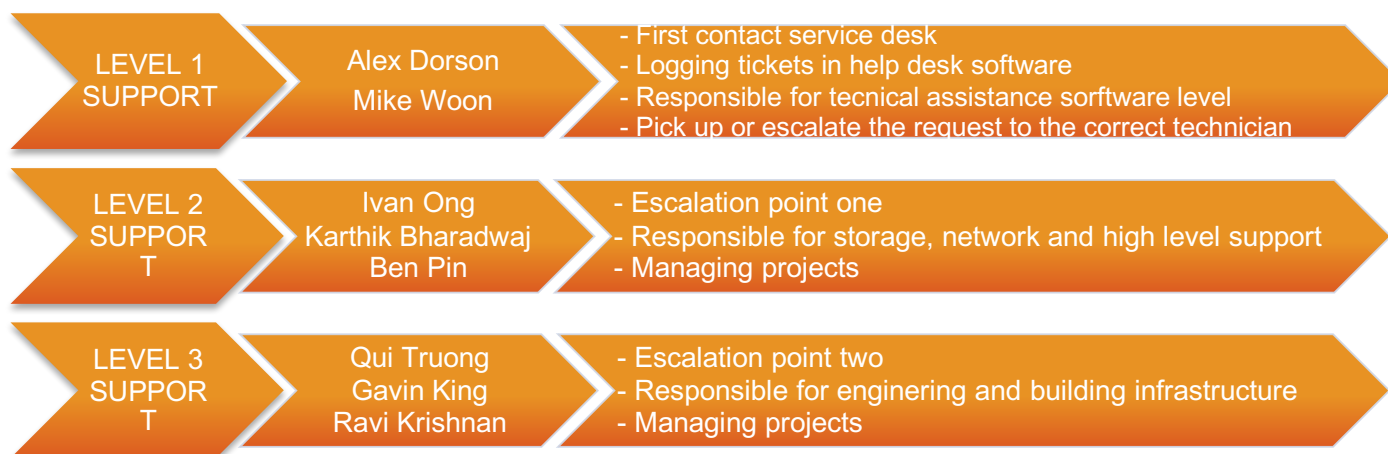 LEVEL 1
SUPPORT
Alex Dorson
Mike Woon
- First contact service desk
- Logging tickets in help desk software
- Responsible for tecnical assistance sorftware level
- Pick up or escalate the request to the correct technician
LEVEL 2
SUPPOR
T
Ivan Ong
Karthik Bharadwaj
Ben Pin
- Escalation point one
- Responsible for storage, network and high level support
- Managing projects
LEVEL 3
SUPPOR
T
Qui Truong
Gavin King
Ravi Krishnan
- Escalation point two
- Responsible for enginering and building infrastructure
- Managing projects